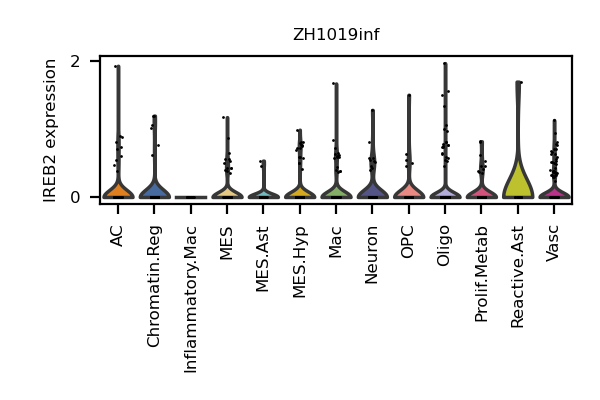 ZH1019inf
IREB2 expression
2
0
AC
Chromatin.Reg
Inflammatory.Mac
MES
MES.Ast
MES.Hyp
Mac
Neuron
OPC
Oligo
Prolif.Metab
Reactive.Ast
Vasc